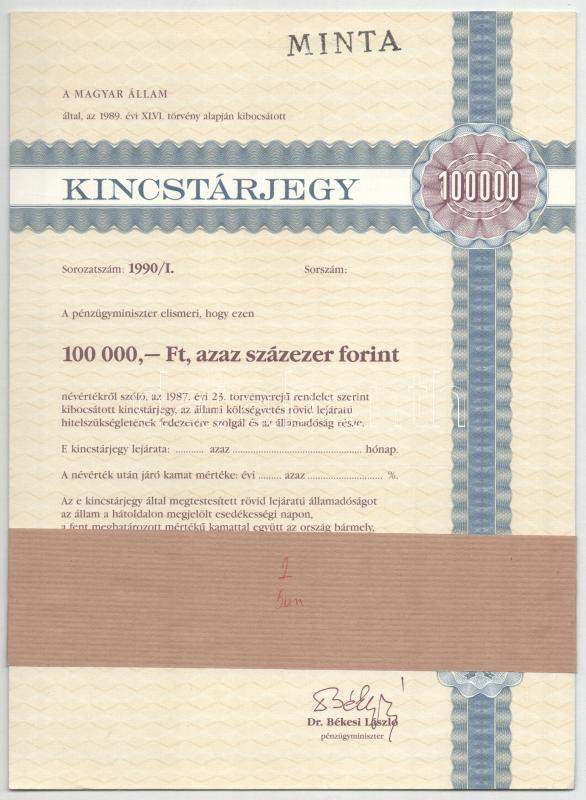 MINTA
A MAGYAR ÁLLAM
által, az 1989. évi XLVI. törvény alapján kibocsátott
KINCSTÁRJEGY
100000
Sorozatszám: 1990/I.
Sorszám:
A pénzügyminiszter elismeri, hogy ezen
100 000,— Ft, azaz százezer forint
névértékről szóló, az 1987. évi 23. törvényerejű rendelet szerint
kibocsátott kincstárjegy, az állami költségvetés rövid lejáratú
hitelszükségletének fedezetére szolgál és az államadóság része.
E kincstárjegy lejárata: .......... azaz .............................................. hónap.
A névérték után járó kamat mértéke: évi ........ azaz ........................... %.
Az e kincstárjegy által megtestesített rövid lejáratú államadóságot
az állam a hátoldalon megjelölt esedékességi napon,
a fent meghatározott mértékű kamattal együtt az ország bármely,
Dr. Békesi László
pénzügyminiszter